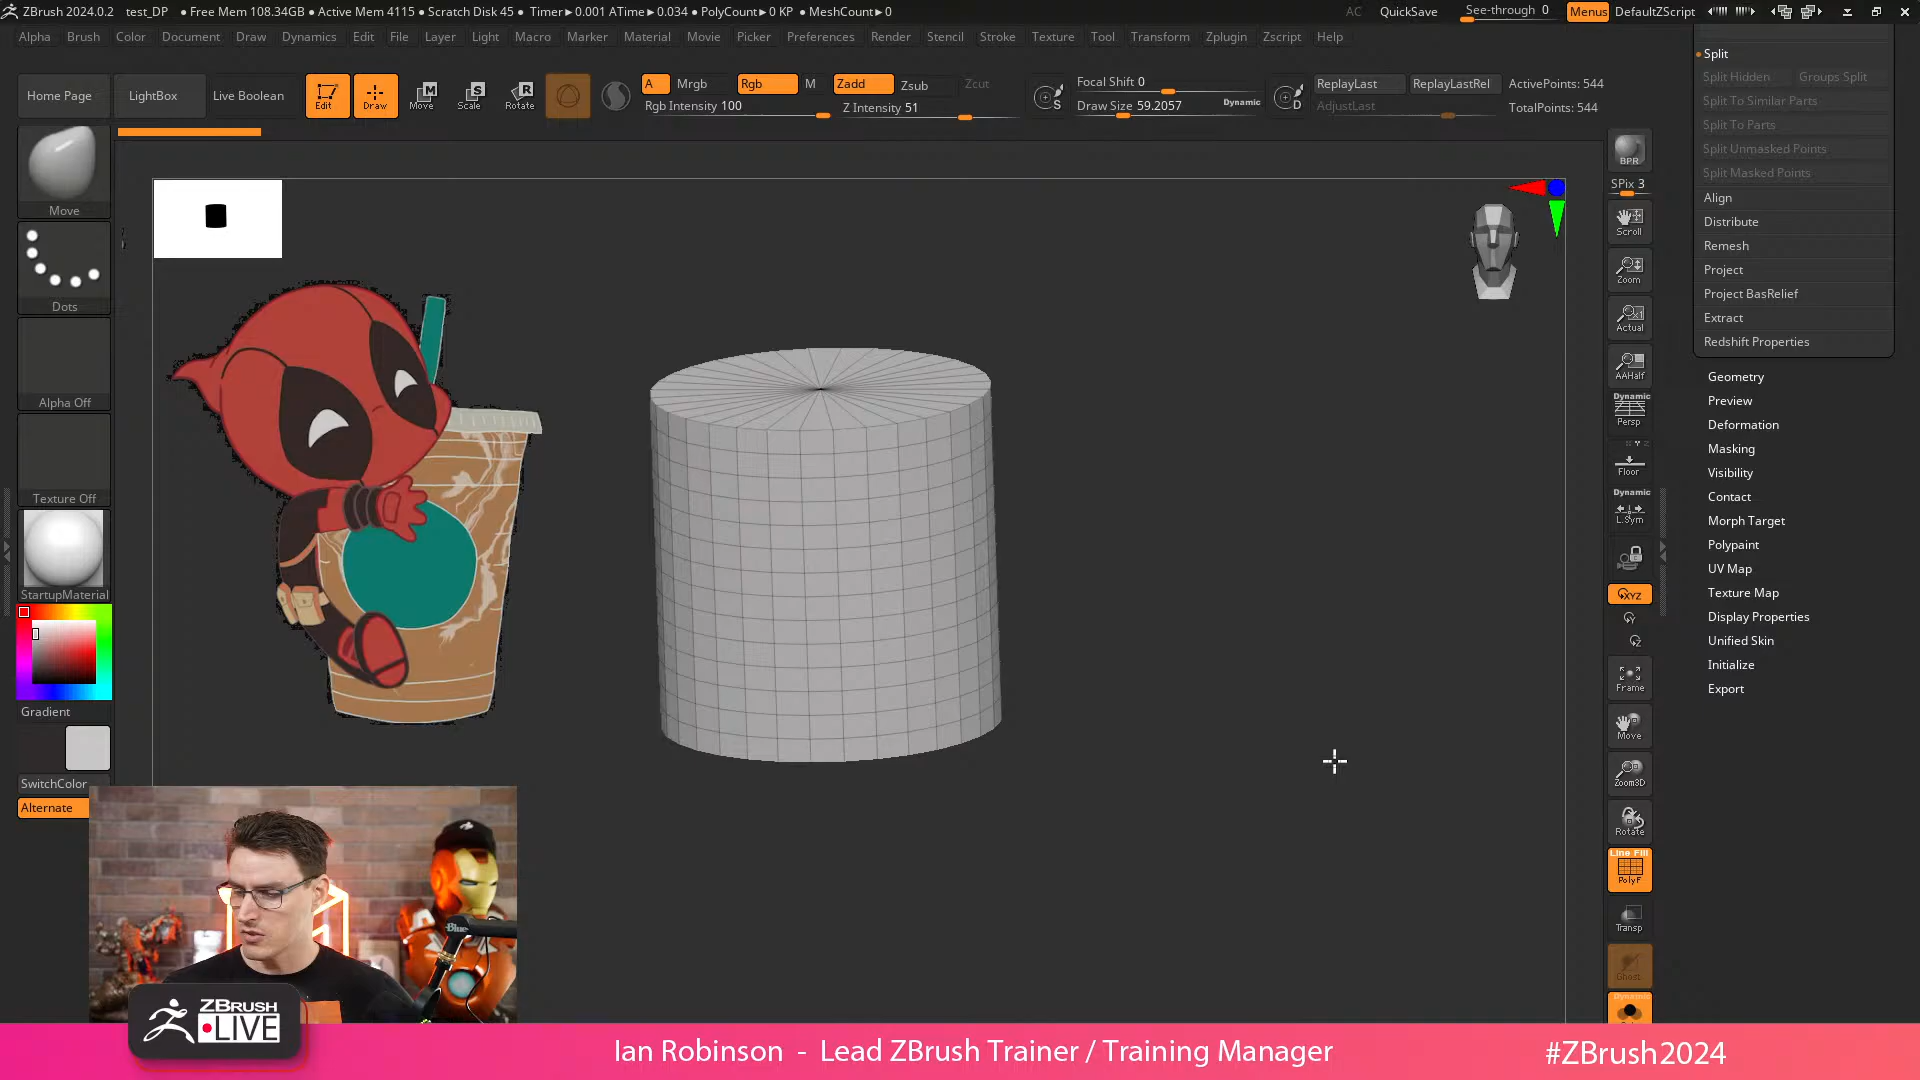 ZBrush 2024.0.2 test_DP ● Free Mem 108.34GB ● Active Mem 4115 ● Scratch Disk 45 ● Timer►0.001 ATime►0.034 ● PolyCount►0 KP ● MeshCount►0
AC QuickSave See-through 0 Menus DefaultZScript
Alpha Brush Color Document Draw Dynamics Edit File Layer Light Macro Marker Material Movie Picker Preferences Render Stencil Stroke Texture Tool Transform Zplugin Zscript Help
Home Page LightBox Live Boolean Edit Draw Move Scale Rotate
A Mrgb Rgb M Zadd Zsub Zcut
Rgb Intensity 100 Z Intensity 51
S Focal Shift 0
Draw Size 59.2057 Dynamic
D ReplayLast ReplayLastRel ActivePoints: 544
AdjustLast TotalPoints: 544
Move
Dots
Alpha Off
Texture Off
StartupMaterial
Gradient
SwitchColor
Alternate
BPR
SPix 3
Scroll
Zoom
Actual
AAHalf
Dynamic
Persp
Floor
Dynamic
L.Sym
XYZ
Y
Z
Frame
Move
Zoom3D
Rotate
Line Fill
PolyF
Transp
Ghost
Dynamic
Split
Split Hidden Groups Split
Split To Similar Parts
Split To Parts
Split Unmasked Points
Split Masked Points
Align
Distribute
Remesh
Project
Project BasRelief
Extract
Redshift Properties
Geometry
Preview
Deformation
Masking
Visibility
Contact
Morph Target
Polypaint
UV Map
Texture Map
Display Properties
Unified Skin
Initialize
Export
Blue
ZBRUSH
LIVE
Ian Robinson - Lead ZBrush Trainer / Training Manager
#ZBrush2024